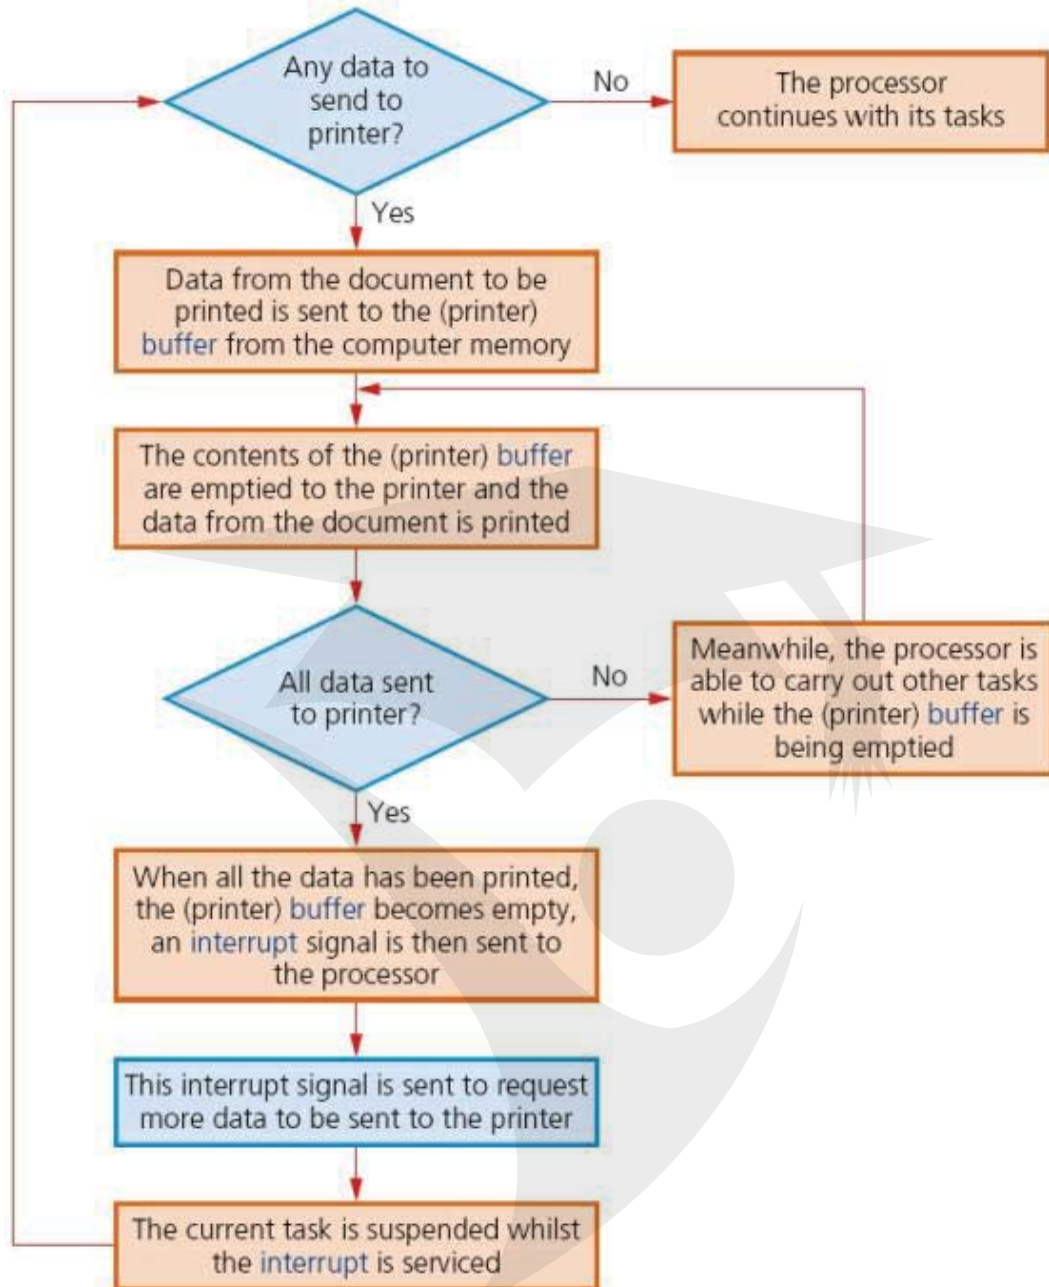 Any data to
send to
printer?
No
The processor
continues with its tasks
Yes
Data from the document to be
printed is sent to the (printer)
buffer from the computer memory
The contents of the (printer) buffer
are emptied to the printer and the
data from the document is printed
All data sent
to printer?
No
Meanwhile, the processor is
able to carry out other tasks
while the (printer) buffer is
being emptied
Yes
When all the data has been printed,
the (printer) buffer becomes empty,
an interrupt signal is then sent to
the processor
This interrupt signal is sent to request
more data to be sent to the printer
The current task is suspended whilst
the interrupt is serviced